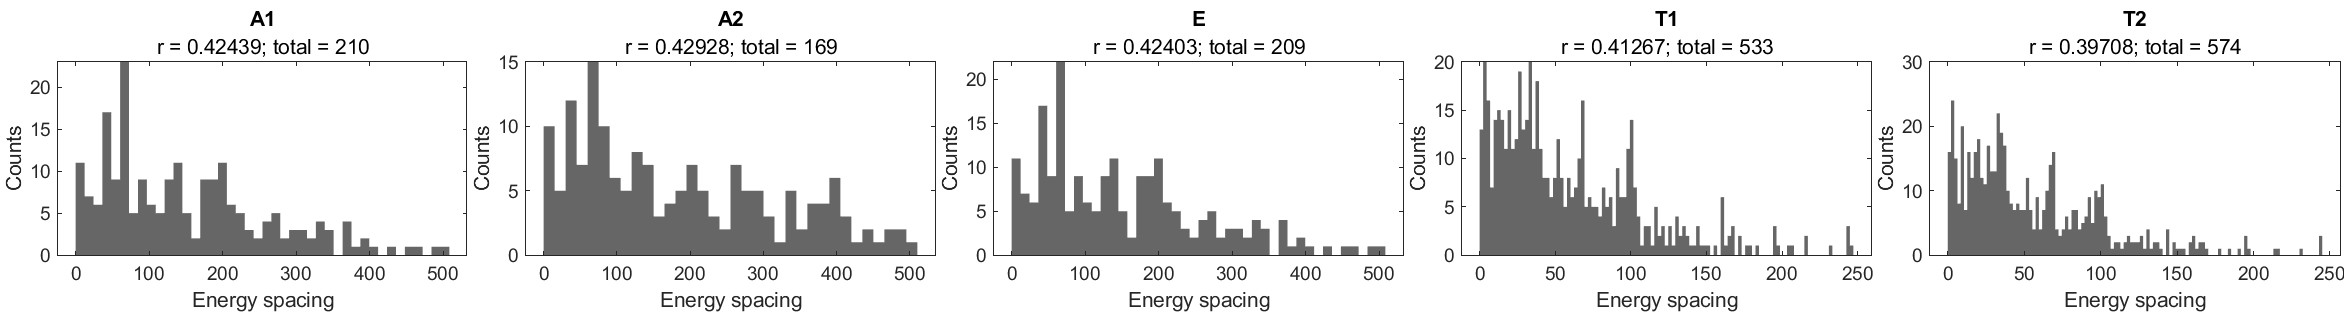 A1
r = 0.42439; total = 210
20
15
10
5
0
Counts
0 100 200 300 400 500
Energy spacing
A2
r = 0.42928; total = 169
15
10
5
0
Counts
0 100 200 300 400 500
Energy spacing
E
r = 0.42403; total = 209
20
15
10
5
0
Counts
0 100 200 300 400 500
Energy spacing
T1
r = 0.41267; total = 533
20
15
10
5
0
Counts
0 50 100 150 200 250
Energy spacing
T2
r = 0.39708; total = 574
30
20
10
0
Counts
0 50 100 150 200 250
Energy spacing